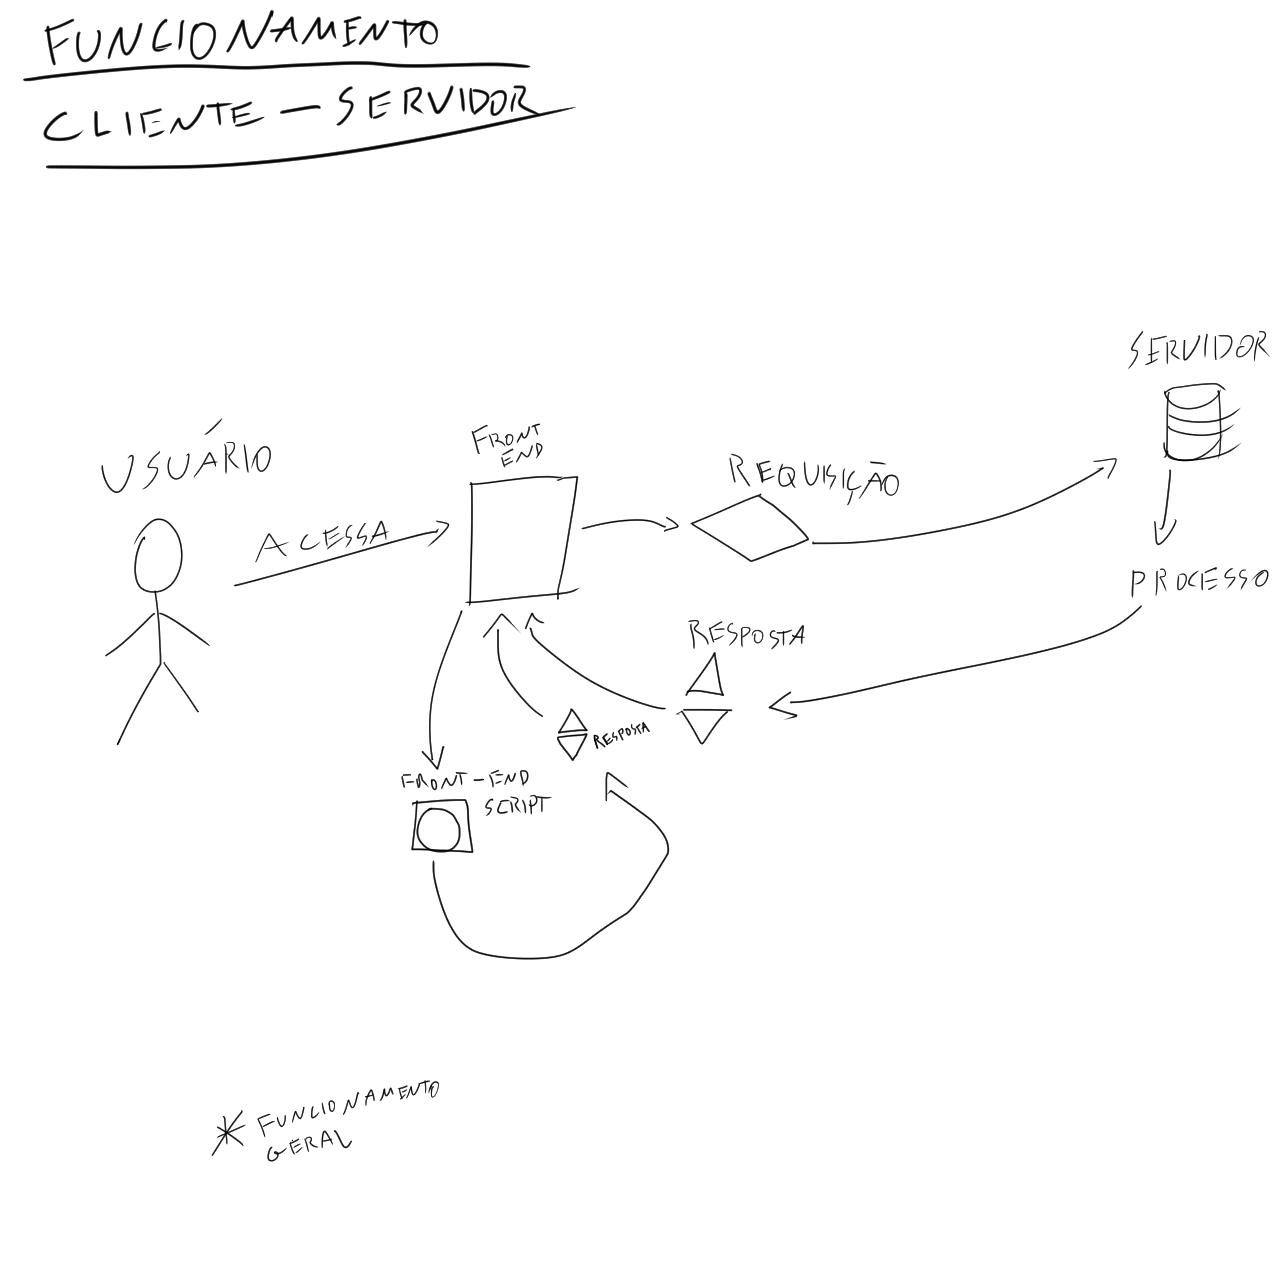 FUNCIONAMENTO
CLIENTE - SERVIDOR
SERVIDOR
USUÁRIO
FRONT
END
REQUISIÇÃO
ACESSA
PROCESSO
RESPOSTA
RESPOSTA
FRONT-END
SCRIPT
* FUNCIONAMENTO
GERAL